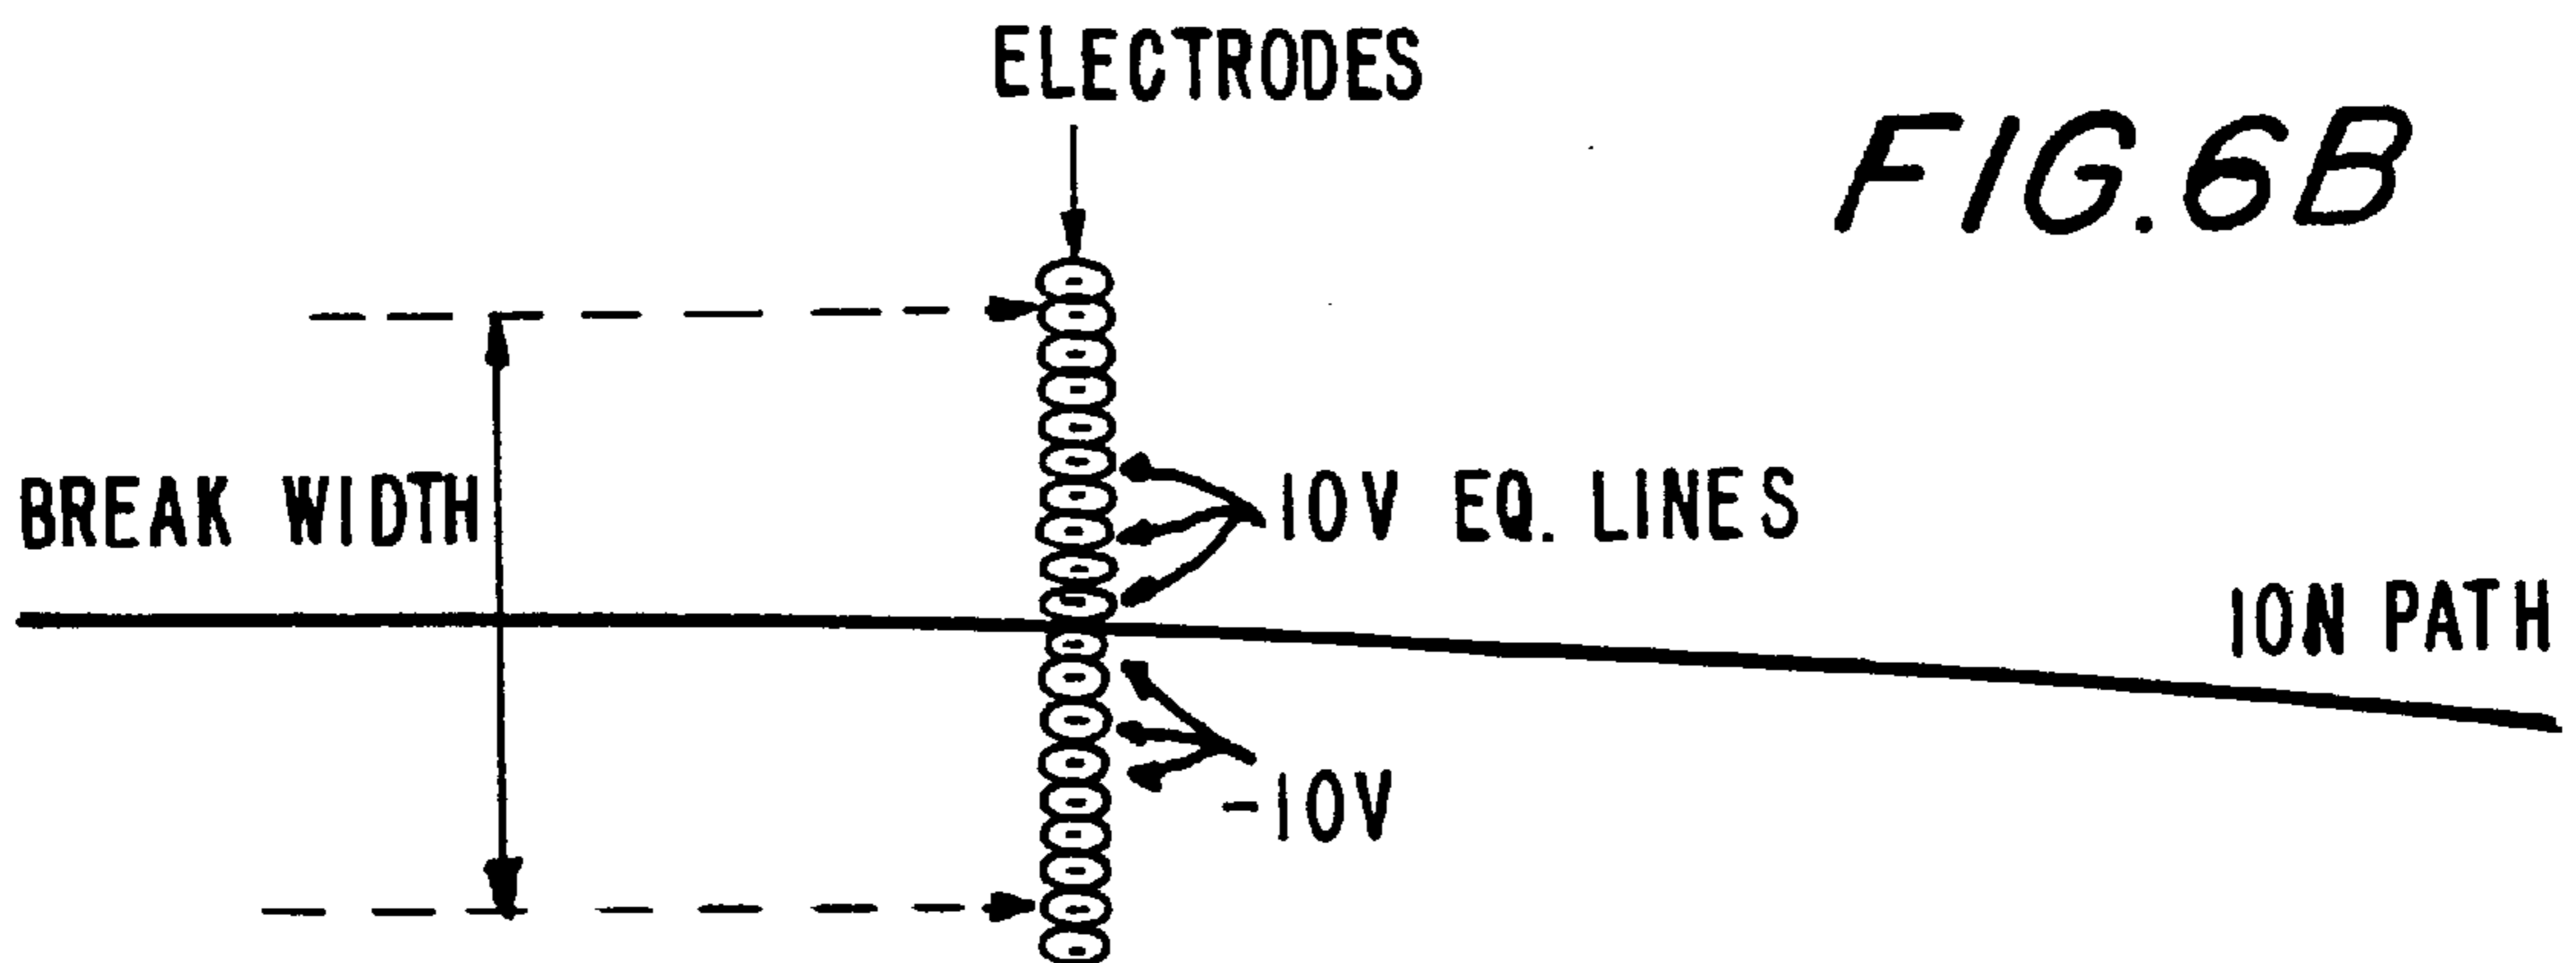 ELECTRODES
FIG.6B
BREAK WIDTH
10V EQ. LINES
ION PATH
-10V